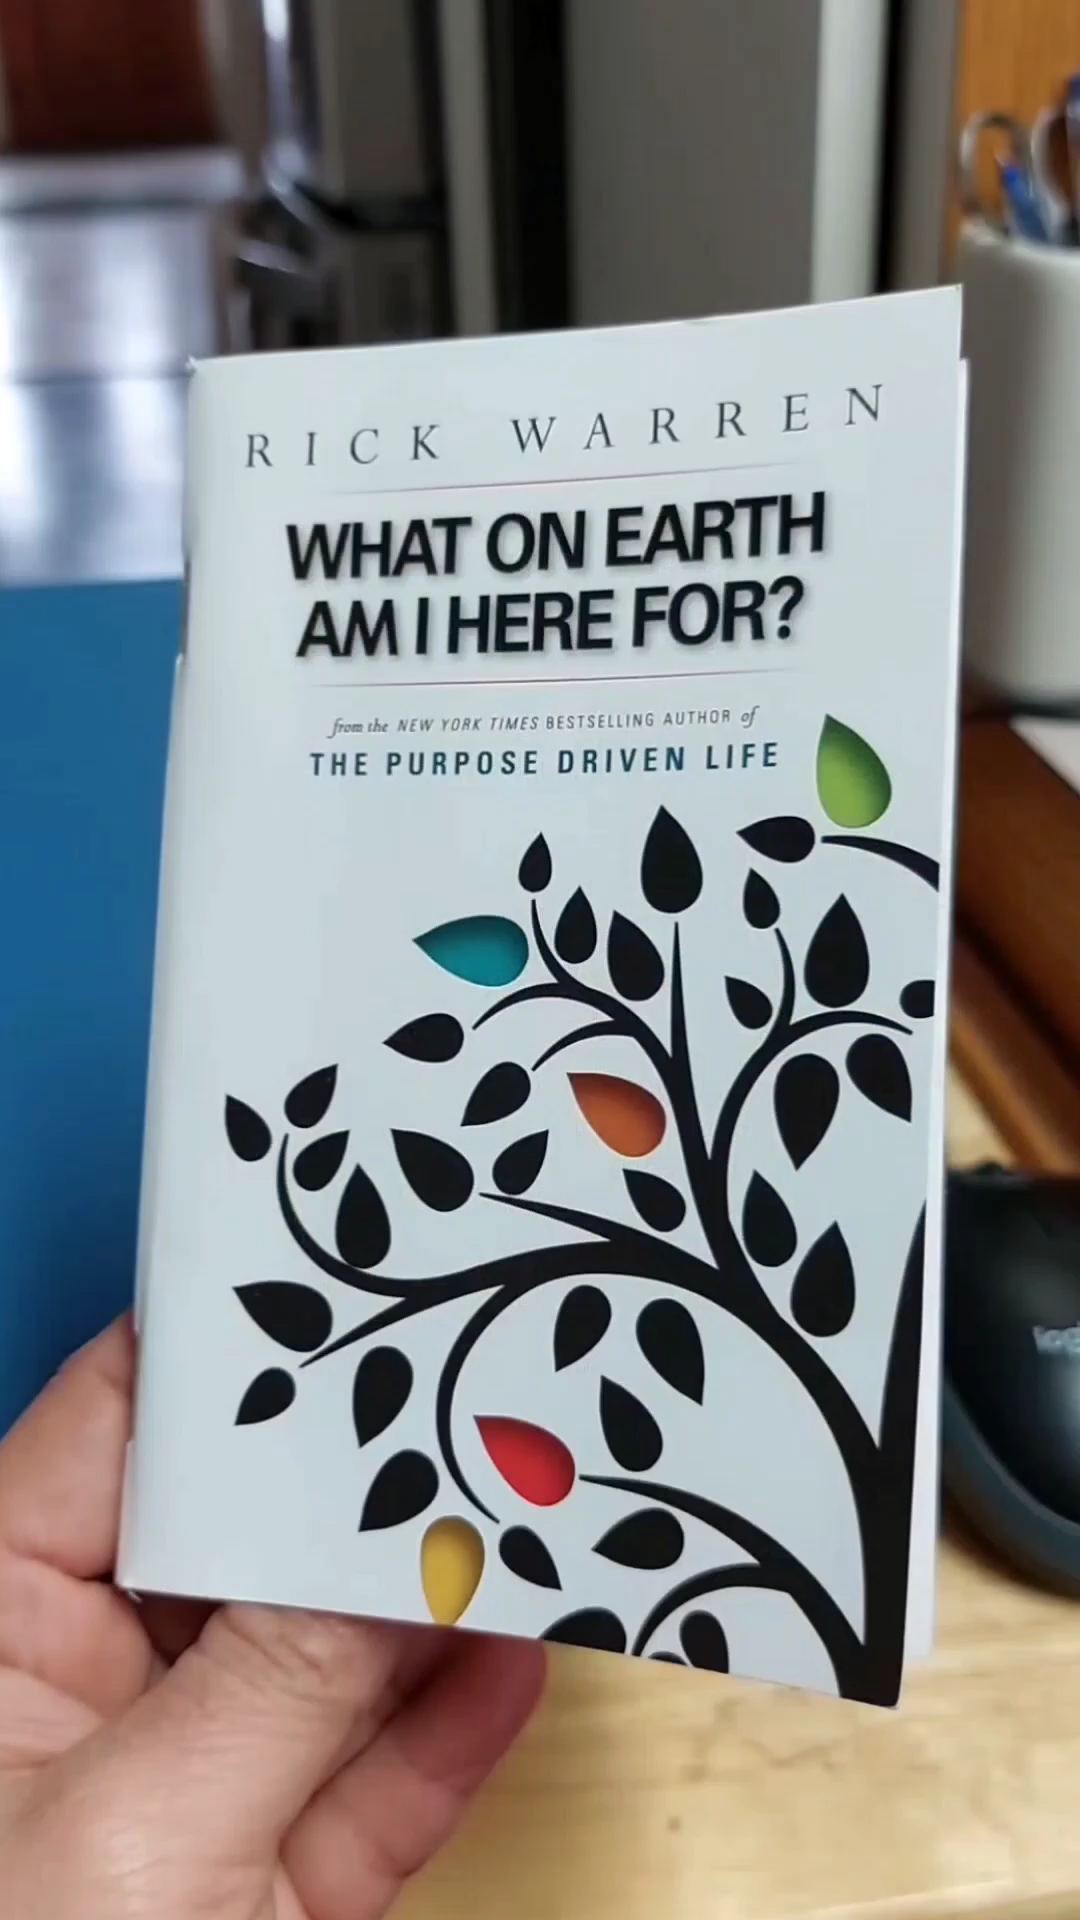 RICK WARREN
WHAT ON EARTH
AM I HERE FOR?
from the NEW YORK TIMES BESTSELLING AUTHOR of
THE PURPOSE DRIVEN LIFE